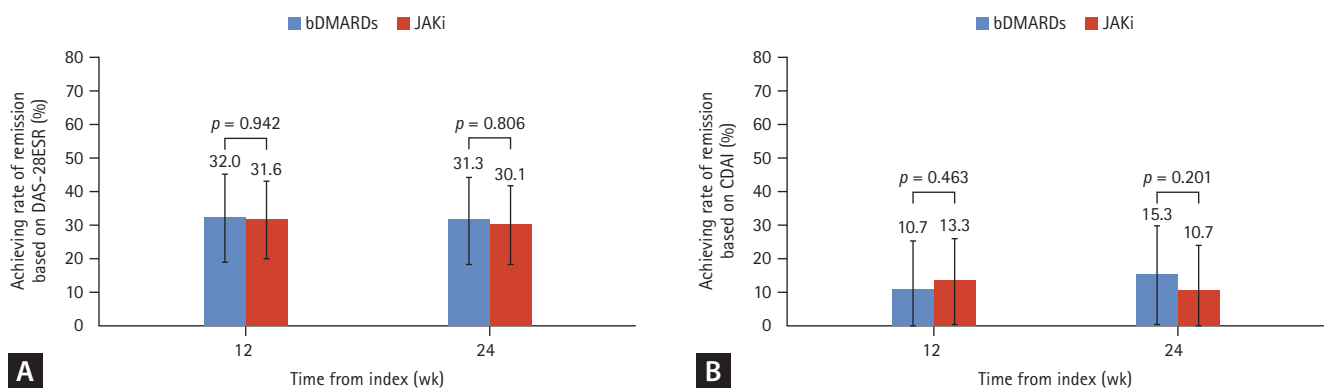 bDMARDs JAKi
Achieving rate of remission
based on DAS-28ESR (%)
80
70
60
50
40
30
20
10
0
p = 0.942
32.0 31.6
p = 0.806
31.3 30.1
12 24
Time from index (wk)
A
bDMARDs JAKi
Achieving rate of remission
based on CDAI (%)
80
70
60
50
40
30
20
10
0
p = 0.463
10.7 13.3
p = 0.201
15.3 10.7
12 24
Time from index (wk)
B